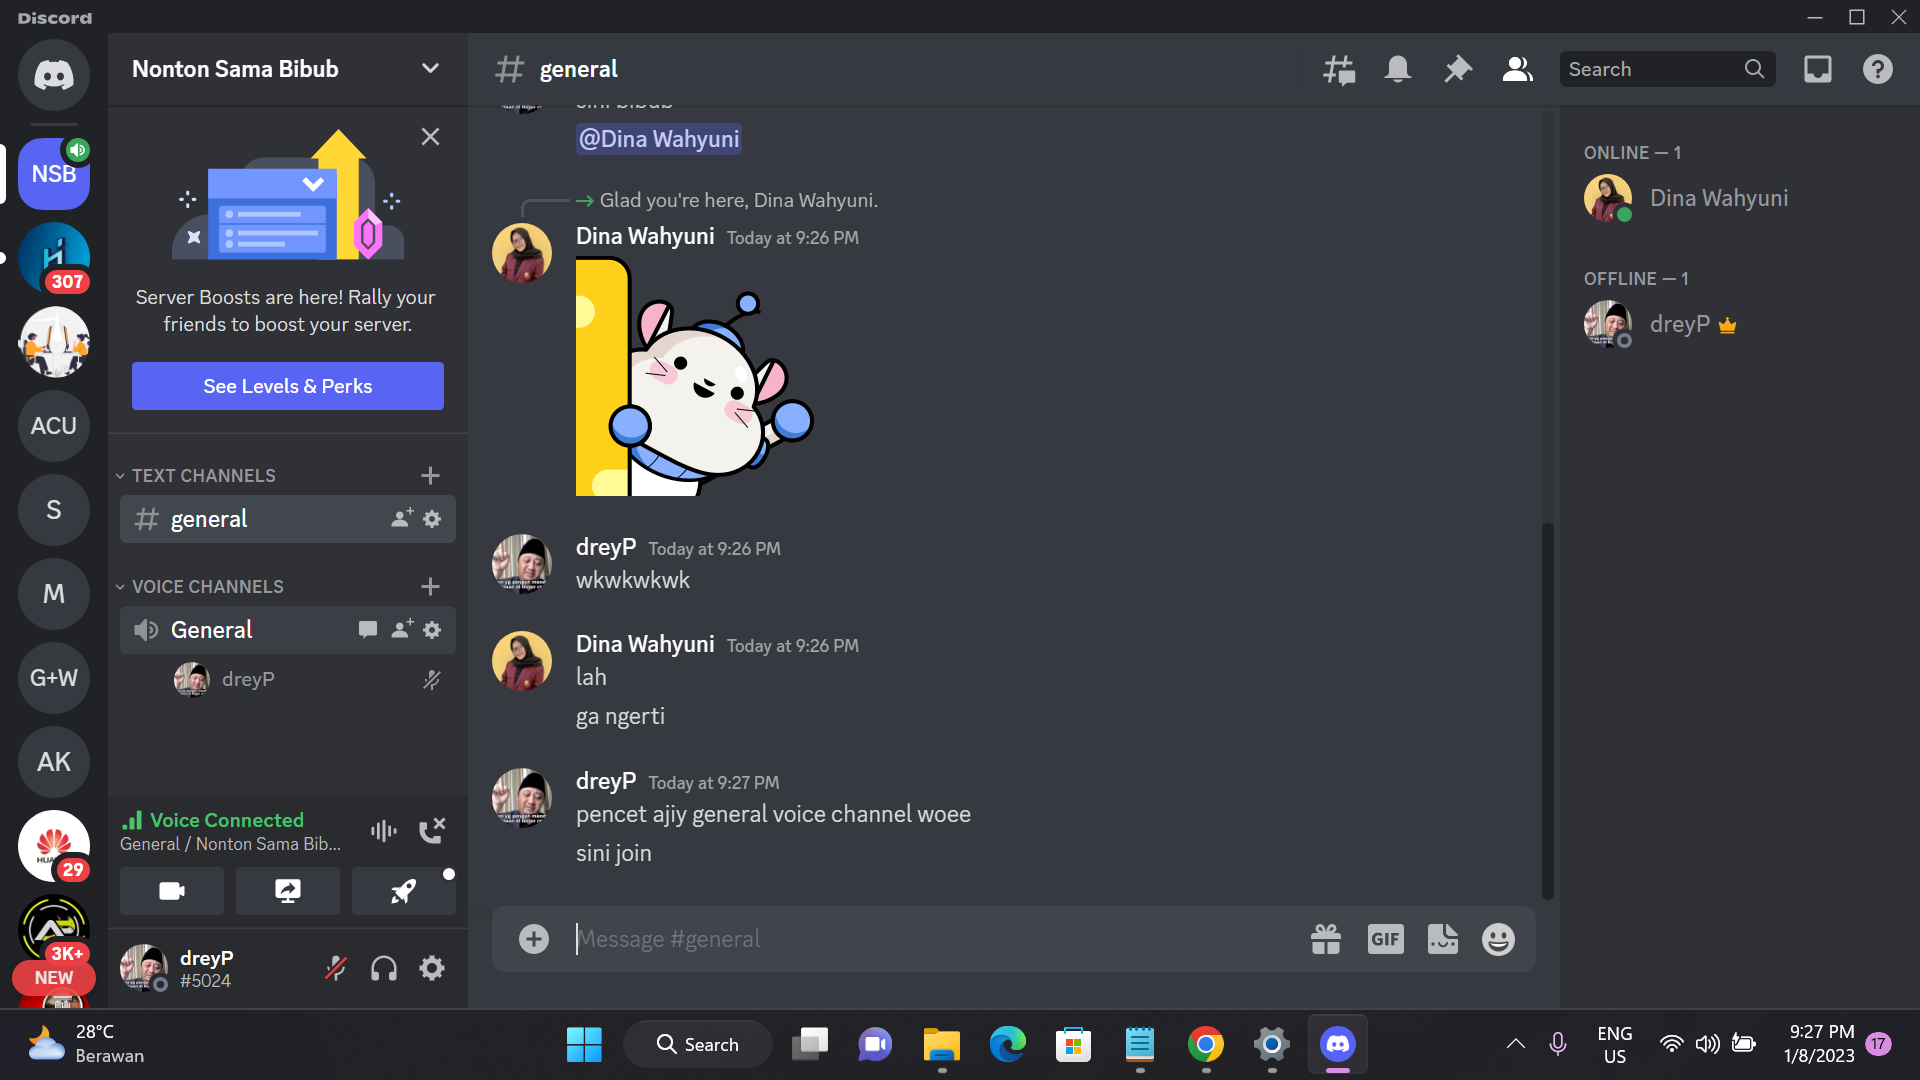 Discord
Nonton Sama Bibub
general
Search
NSB
307
ACU
S
M
G+W
AK
HUA
29
3K+
NEW
Server Boosts are here! Rally your
friends to boost your server.
See Levels & Perks
TEXT CHANNELS
general
VOICE CHANNELS
General
dreyP
Voice Connected
General / Nonton Sama Bib...
dreyP
#5024
sini bibub
@Dina Wahyuni
Glad you're here, Dina Wahyuni.
Dina Wahyuni Today at 9:26 PM
dreyP Today at 9:26 PM
wkwkwkwk
Dina Wahyuni Today at 9:26 PM
lah
ga ngerti
dreyP Today at 9:27 PM
pencet ajiy general voice channel woee
sini join
Message #general
GIF
ONLINE — 1
Dina Wahyuni
OFFLINE — 1
dreyP
28°C
Berawan
Search
ENG
US
9:27 PM
1/8/2023
17